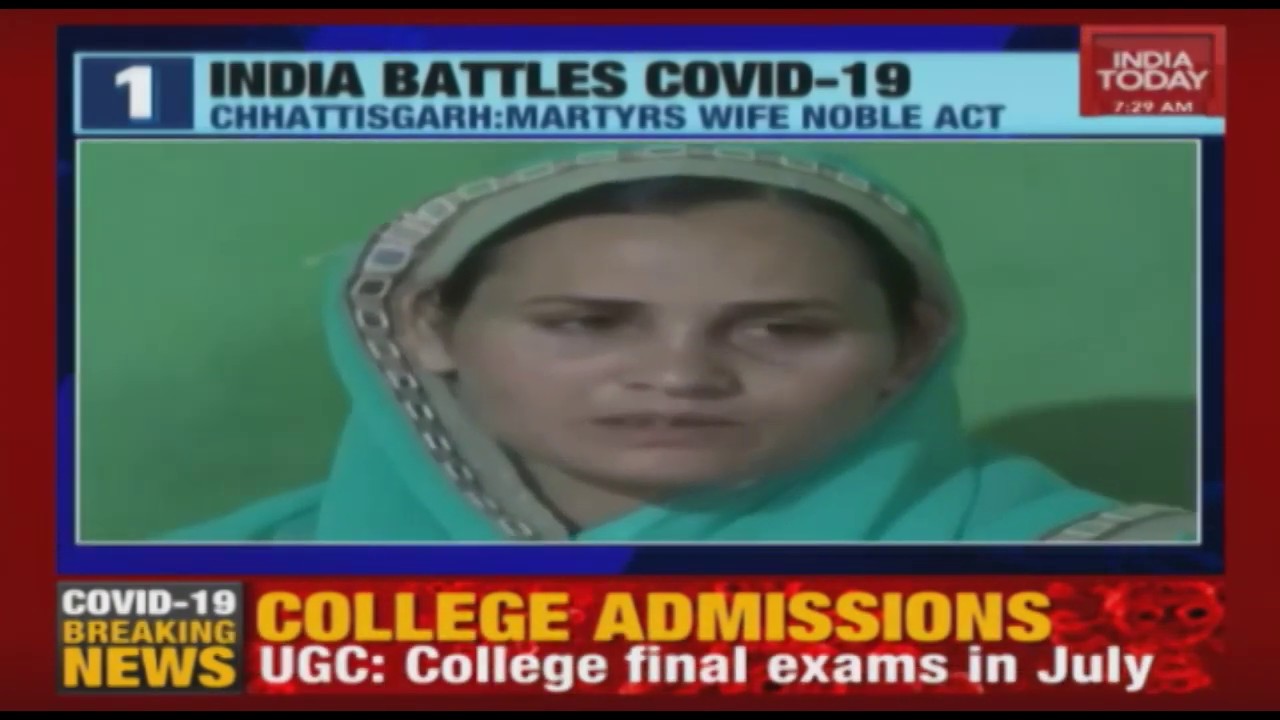 1
INDIA BATTLES COVID-19
CHHATTISGARH:MARTYRS WIFE NOBLE ACT
INDIA
TODAY
7:29 AM
COVID-19
BREAKING
NEWS
COLLEGE ADMISSIONS
UGC: College final exams in July